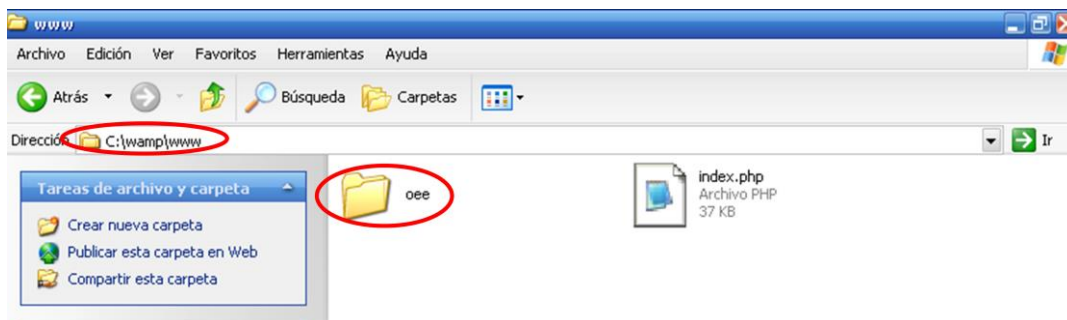 www
Archivo Edición Ver Favoritos Herramientas Ayuda
Atrás Búsqueda Carpetas
Dirección C:\wamp\www Ir
Tareas de archivo y carpeta
Crear nueva carpeta
Publicar esta carpeta en Web
Compartir esta carpeta
oee
index.php
Archivo PHP
37 KB